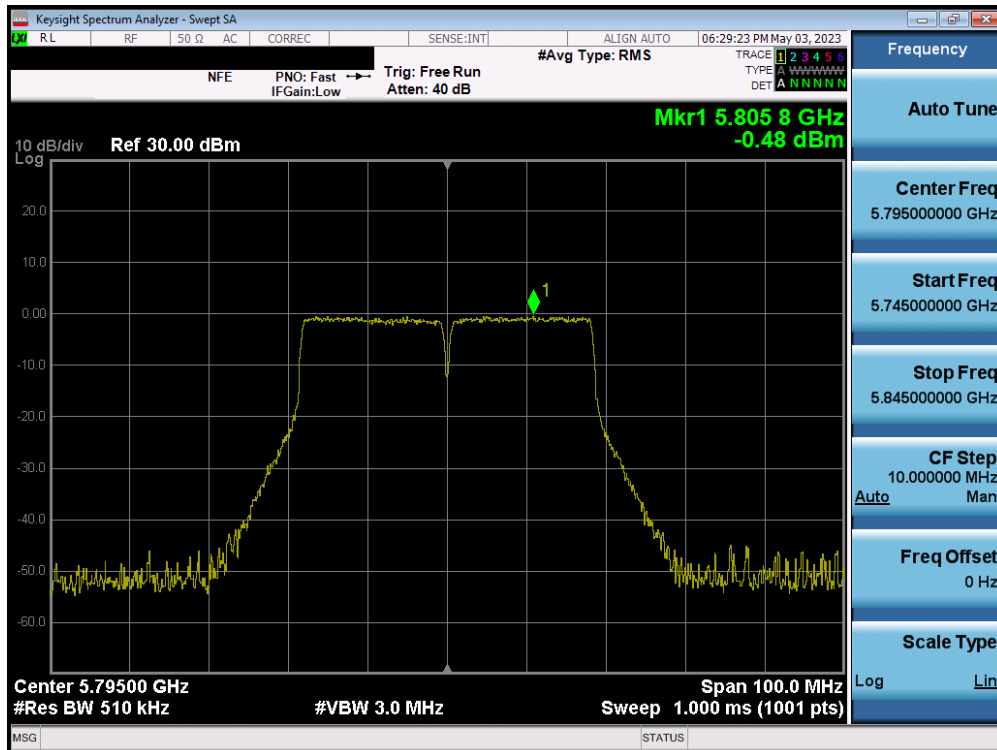 Keysight Spectrum Analyzer - Swept SA
LXI RL RF 50 Ω AC CORREC SENSE:INT ALIGN AUTO 06:29:23 PM May 03, 2023
NFE PNO: Fast Trig: Free Run #Avg Type: RMS TRACE 1 2 3 4 5 6
IFGain:Low Atten: 40 dB TYPE A WWWWW
DET A N N N N N
Mkr1 5.805 8 GHz
-0.48 dBm
10 dB/div Ref 30.00 dBm
Log
20.0
10.0
1
0.00
-10.0
-20.0
-30.0
-40.0
-50.0
-60.0
Center 5.79500 GHz Span 100.0 MHz
#Res BW 510 kHz #VBW 3.0 MHz Sweep 1.000 ms (1001 pts)
MSG STATUS
Frequency
Auto Tune
Center Freq
5.795000000 GHz
Start Freq
5.745000000 GHz
Stop Freq
5.845000000 GHz
CF Step
10.000000 MHz
Auto Man
Freq Offset
0 Hz
Scale Type
Log Lin